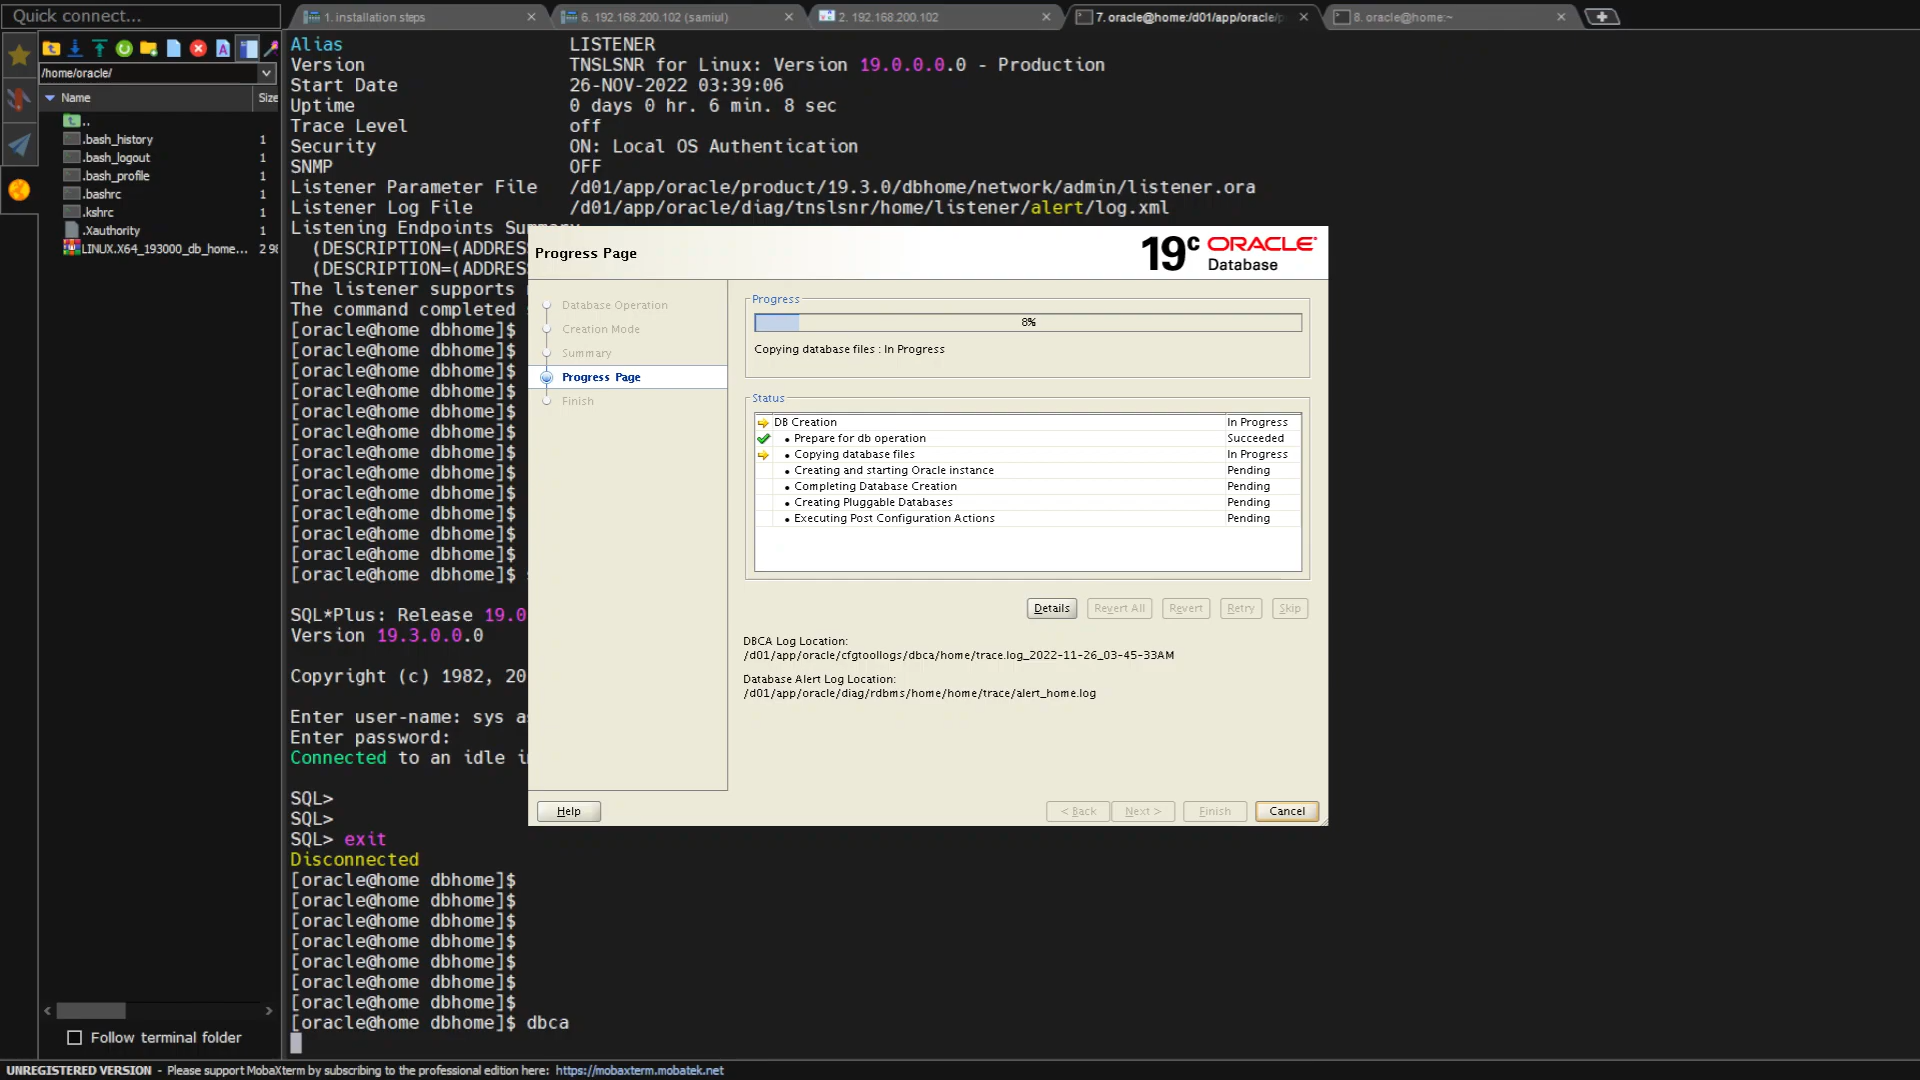 Quick connect...
1. installation steps
6. 192.168.200.102 (samiul)
2. 192.168.200.102
7. oracle@home:/d01/app/oracle/p
8. oracle@home:~
/home/oracle/
Name Size
..
.bash_history 1
.bash_logout 1
.bash_profile 1
.bashrc 1
.kshrc 1
.Xauthority 1
LINUX.X64_193000_db_home... 2 98
Follow terminal folder
Alias LISTENER
Version TNSLSNR for Linux: Version 19.0.0.0.0 - Production
Start Date 26-NOV-2022 03:39:06
Uptime 0 days 0 hr. 6 min. 8 sec
Trace Level off
Security ON: Local OS Authentication
SNMP OFF
Listener Parameter File /d01/app/oracle/product/19.3.0/dbhome/network/admin/listener.ora
Listener Log File /d01/app/oracle/diag/tnslsnr/home/listener/alert/log.xml
Listening Endpoints Summary...
(DESCRIPTION=(ADDRES
(DESCRIPTION=(ADDRES
The listener supports
The command completed
[oracle@home dbhome]$
[oracle@home dbhome]$
[oracle@home dbhome]$
[oracle@home dbhome]$
[oracle@home dbhome]$
[oracle@home dbhome]$
[oracle@home dbhome]$
[oracle@home dbhome]$
[oracle@home dbhome]$
[oracle@home dbhome]$
[oracle@home dbhome]$
[oracle@home dbhome]$
[oracle@home dbhome]$
SQL*Plus: Release 19.0
Version 19.3.0.0.0
Copyright (c) 1982, 20
Enter user-name: sys as
Enter password:
Connected to an idle in
SQL>
SQL>
SQL> exit
Disconnected
[oracle@home dbhome]$
[oracle@home dbhome]$
[oracle@home dbhome]$
[oracle@home dbhome]$
[oracle@home dbhome]$
[oracle@home dbhome]$
[oracle@home dbhome]$
[oracle@home dbhome]$ dbca
Progress Page
19c ORACLE
Database
Database Operation
Creation Mode
Summary
Progress Page
Finish
Progress
8%
Copying database files : In Progress
Status
DB Creation In Progress
Prepare for db operation Succeeded
Copying database files In Progress
Creating and starting Oracle instance Pending
Completing Database Creation Pending
Creating Pluggable Databases Pending
Executing Post Configuration Actions Pending
Details Revert All Revert Retry Skip
DBCA Log Location:
/d01/app/oracle/cfgtoollogs/dbca/home/trace.log_2022-11-26_03-45-33AM
Database Alert Log Location:
/d01/app/oracle/diag/rdbms/home/home/trace/alert_home.log
Help < Back Next > Finish Cancel
UNREGISTERED VERSION - Please support MobaXterm by subscribing to the professional edition here: https://mobaxterm.mobatek.net